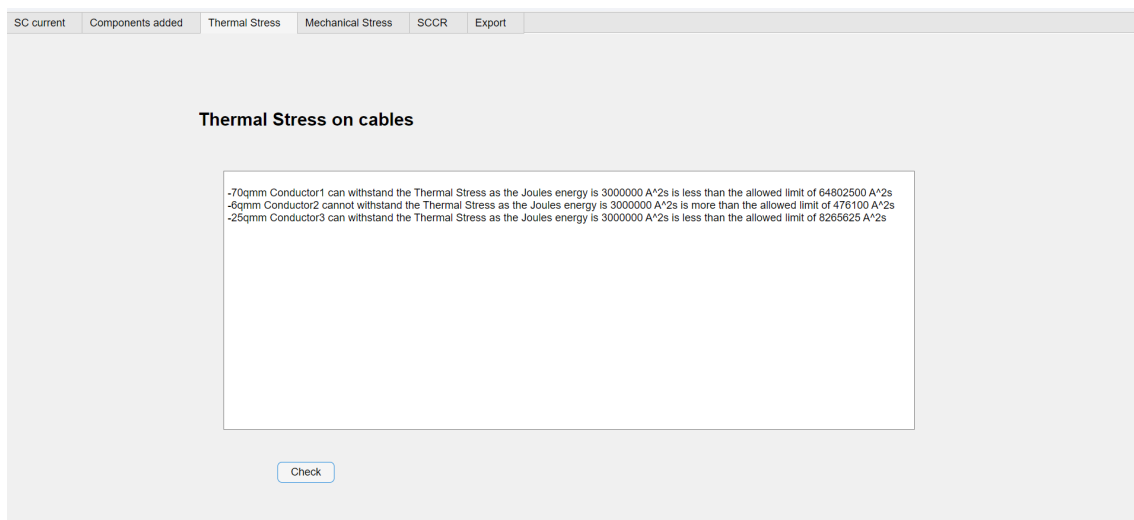 SC current Components added Thermal Stress Mechanical Stress SCCR Export
Thermal Stress on cables
-70qmm Conductor1 can withstand the Thermal Stress as the Joules energy is 3000000 A^2s is less than the allowed limit of 64802500 A^2s
-6qmm Conductor2 cannot withstand the Thermal Stress as the Joules energy is 3000000 A^2s is more than the allowed limit of 476100 A^2s
-25qmm Conductor3 can withstand the Thermal Stress as the Joules energy is 3000000 A^2s is less than the allowed limit of 8265625 A^2s
Check